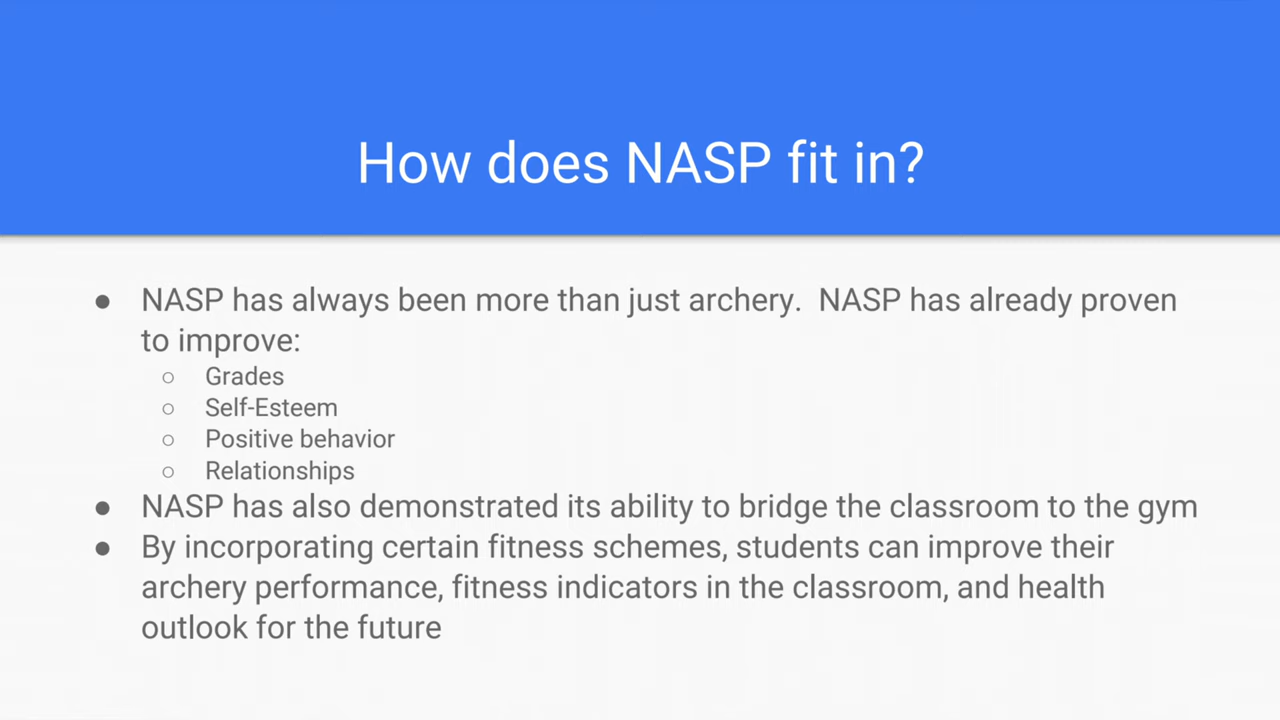 How does NASP fit in?
● NASP has always been more than just archery.  NASP has already proven
to improve:
○ Grades
○ Self-Esteem
○ Positive behavior
○ Relationships
● NASP has also demonstrated its ability to bridge the classroom to the gym
● By incorporating certain fitness schemes, students can improve their
archery performance, fitness indicators in the classroom, and health
outlook for the future